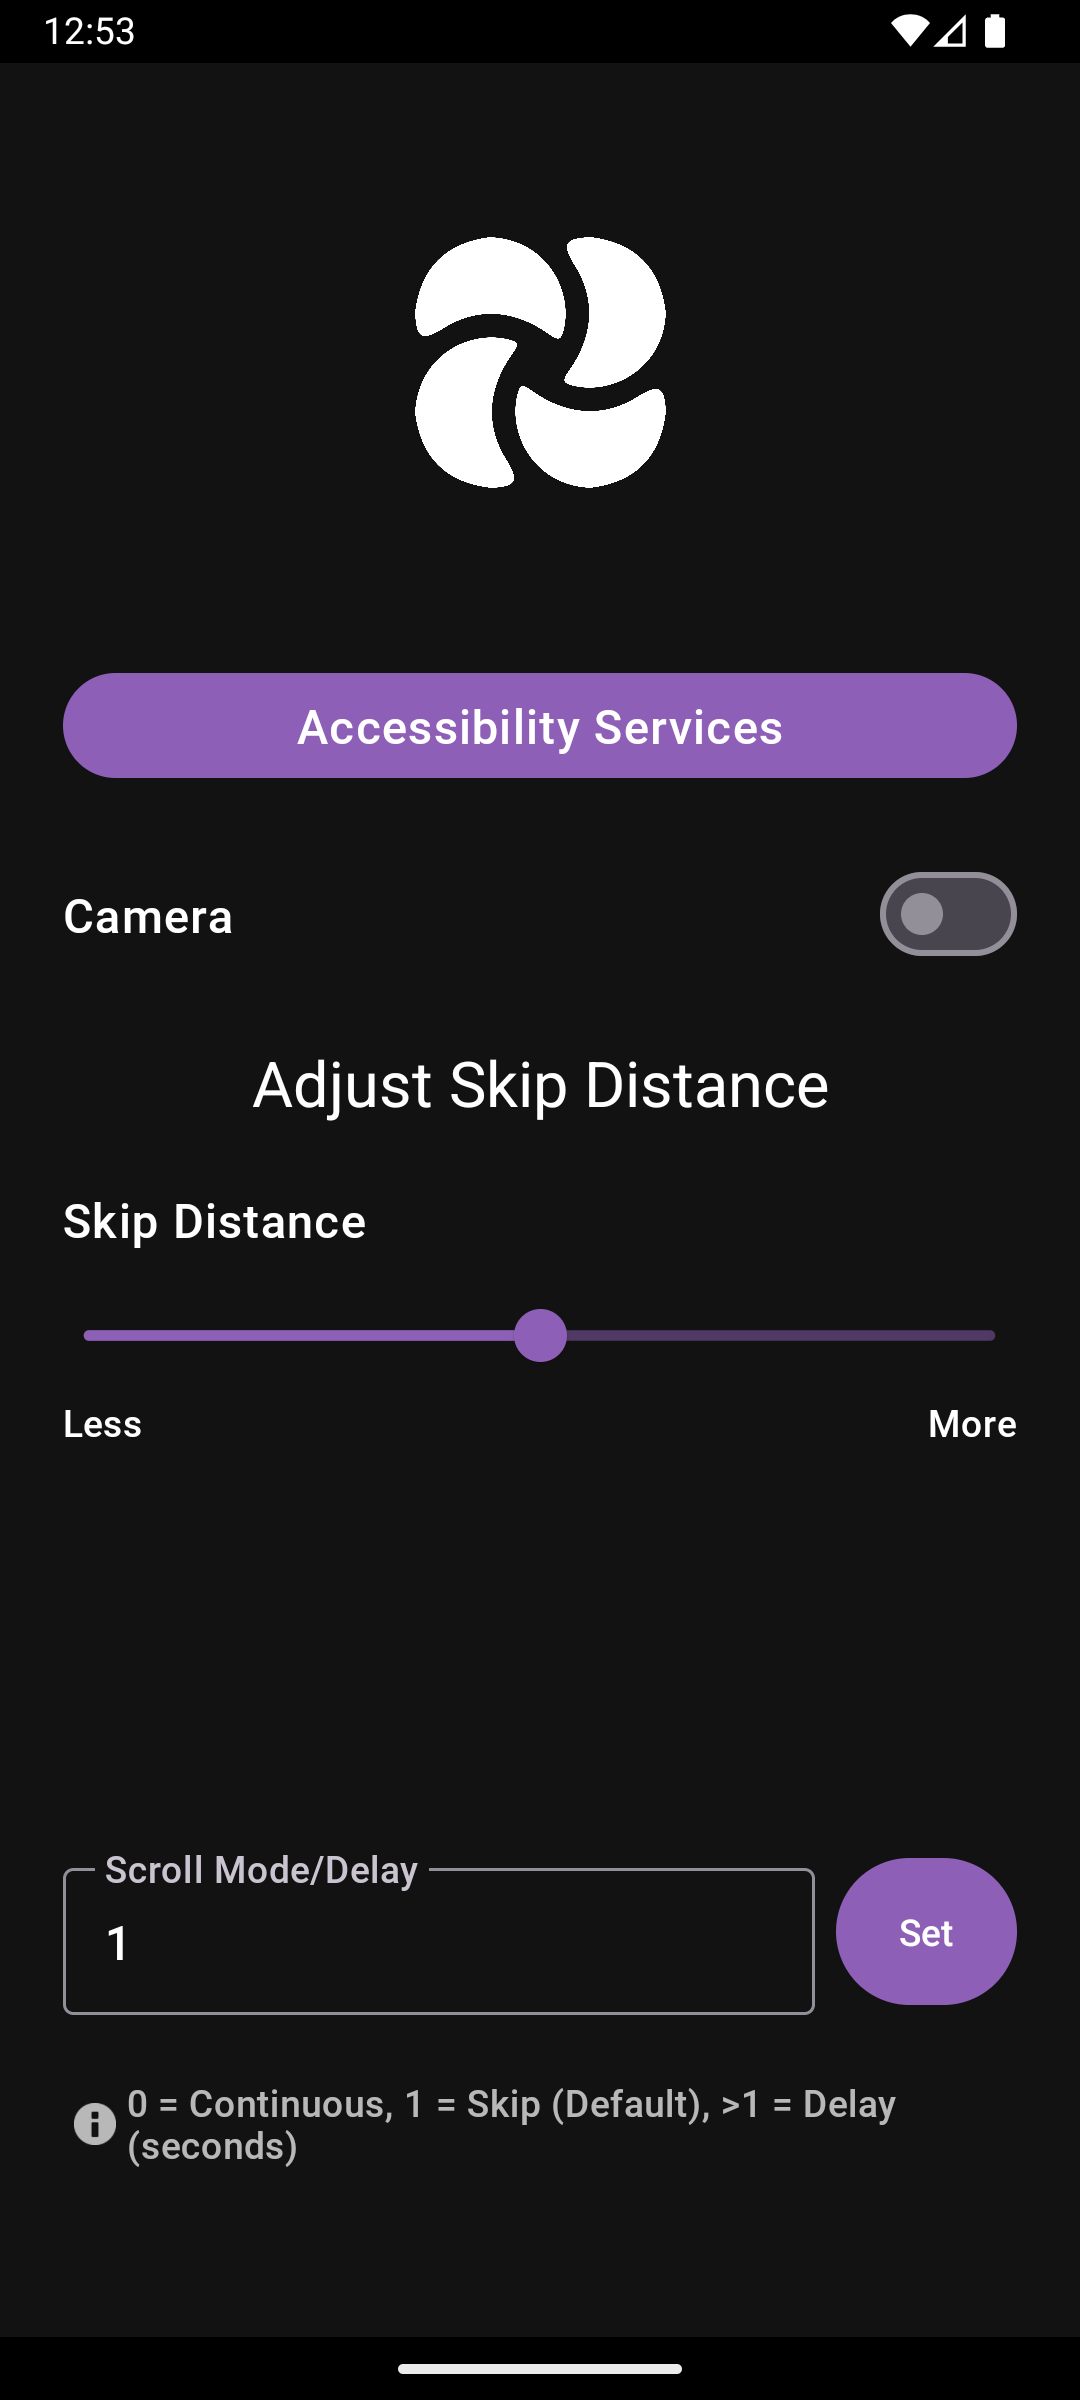 12:53
Accessibility Services
Camera
Adjust Skip Distance
Skip Distance
Less
More
Scroll Mode/Delay
1
Set
0 = Continuous, 1 = Skip (Default), >1 = Delay
(seconds)